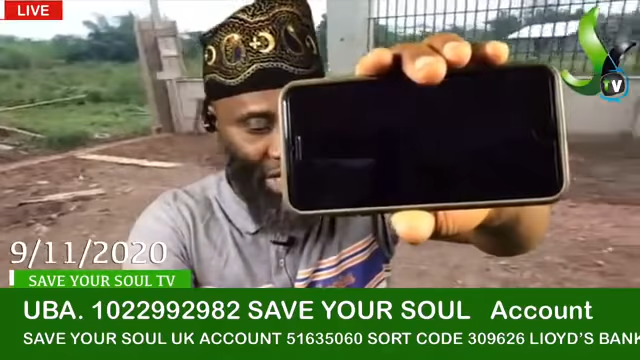 LIVE
TV
9/11/2020
SAVE YOUR SOUL TV
UBA. 1022992982 SAVE YOUR SOUL Account
SAVE YOUR SOUL UK ACCOUNT 51635060 SORT CODE 309626 LIOYD'S BANK